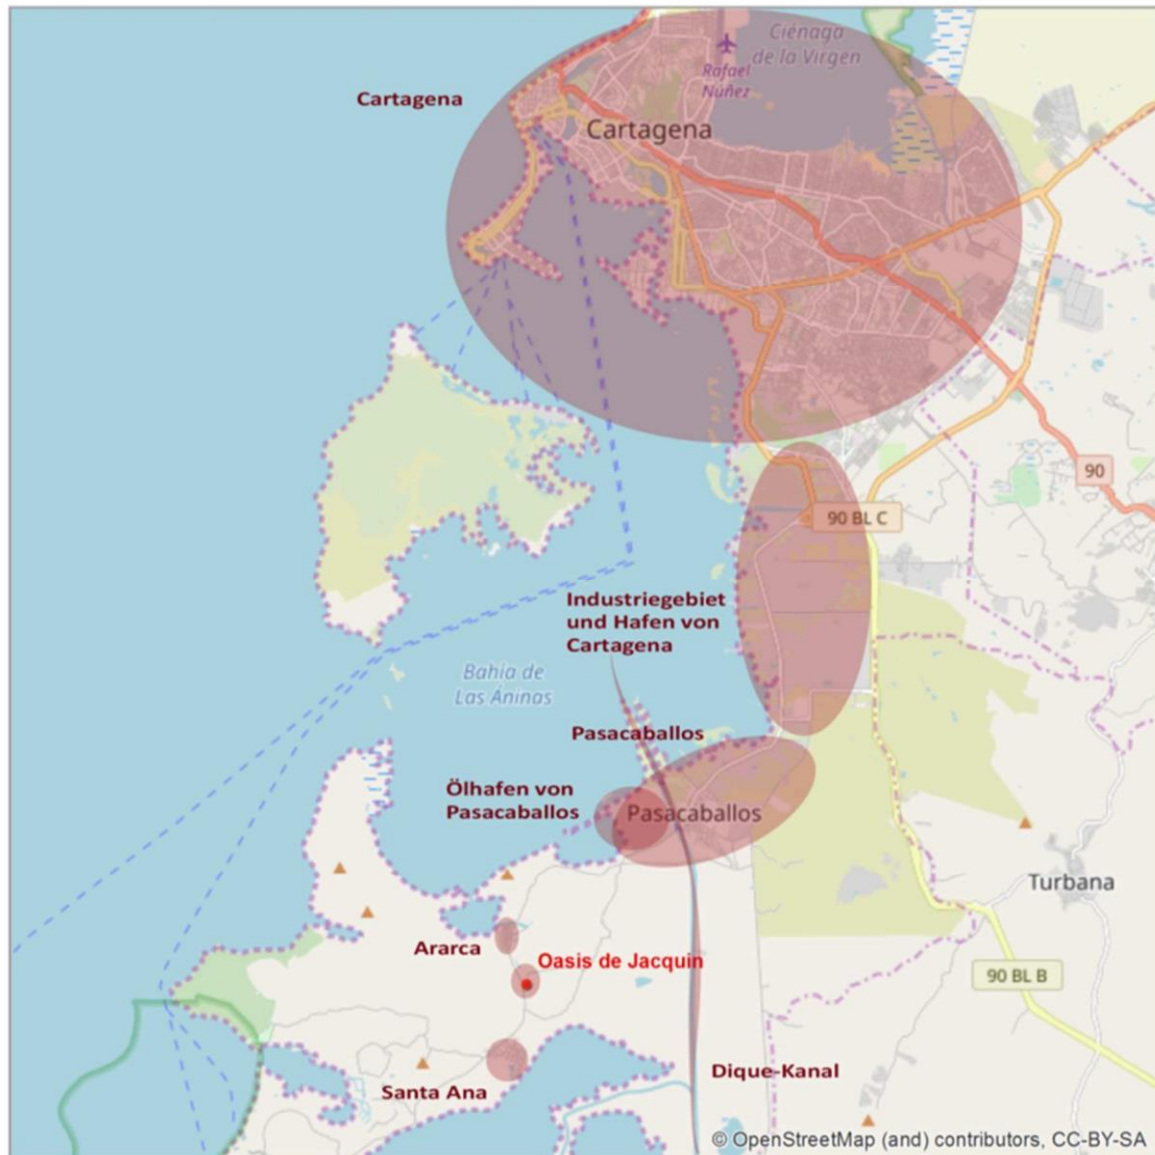 Ciénaga
de la Virgen
Rafael
Núñez
Cartagena
Cartagena
90
90 BL C
Industriegebiet
und Hafen von
Cartagena
Bahía de
Las Áninas
Pasacaballos
Ölhafen von
Pasacaballos
Pasacaballos
Turbana
Ararca
Oasis de Jacquin
90 BL B
Dique-Kanal
Santa Ana
© OpenStreetMap (and) contributors, CC-BY-SA